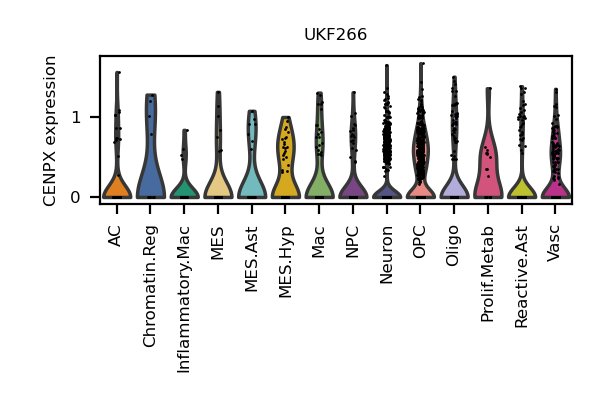 UKF266
CENPX expression
1
0
AC
Chromatin.Reg
Inflammatory.Mac
MES
MES.Ast
MES.Hyp
Mac
NPC
Neuron
OPC
Oligo
Prolif.Metab
Reactive.Ast
Vasc